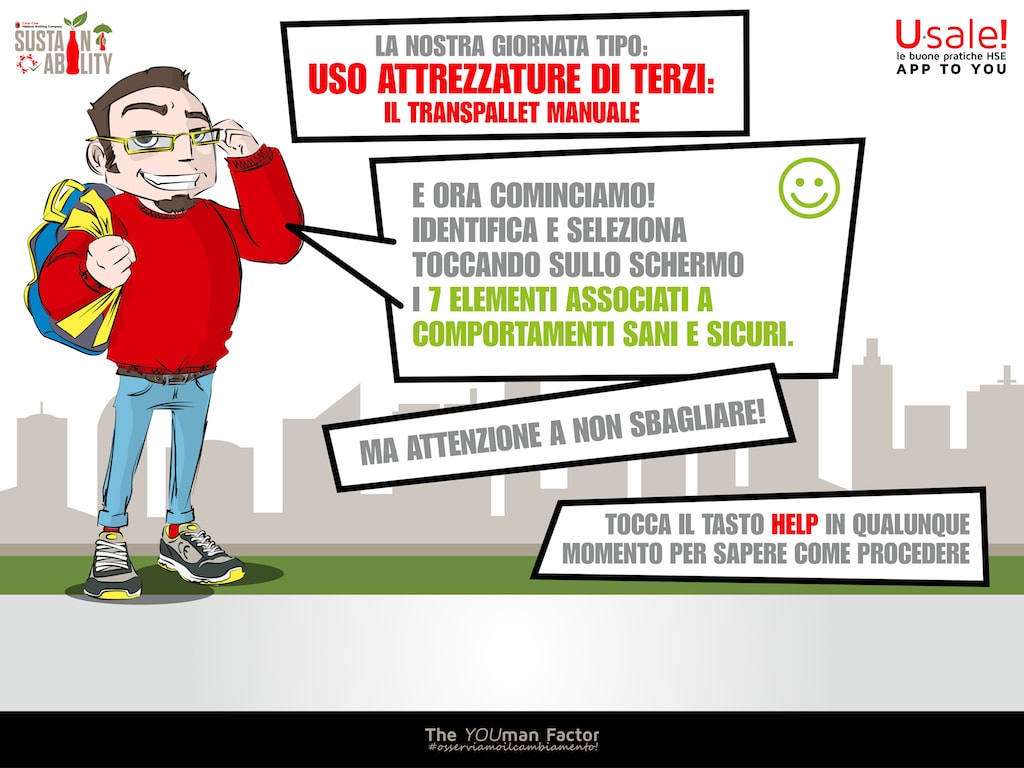 Coca-Cola
Hellenic Bottling Company
SUSTAIN
ABILITY
U·sale!
le buone pratiche HSE
APP TO YOU
LA NOSTRA GIORNATA TIPO:
USO ATTREZZATURE DI TERZI:
IL TRANSPALLET MANUALE
E ORA COMINCIAMO!
IDENTIFICA E SELEZIONA
TOCCANDO SULLO SCHERMO
I 7 ELEMENTI ASSOCIATI A
COMPORTAMENTI SANI E SICURI.
MA ATTENZIONE A NON SBAGLIARE!
TOCCA IL TASTO HELP IN QUALUNQUE
MOMENTO PER SAPERE COME PROCEDERE
The YOUman Factor
#osserviamoilcambiamento!